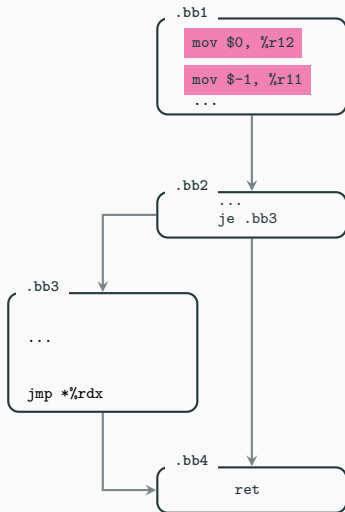 .bb1
mov $0, %r12
mov $-1, %r11
...
.bb2
...
je .bb3
.bb3
...
jmp *%rdx
.bb4
ret